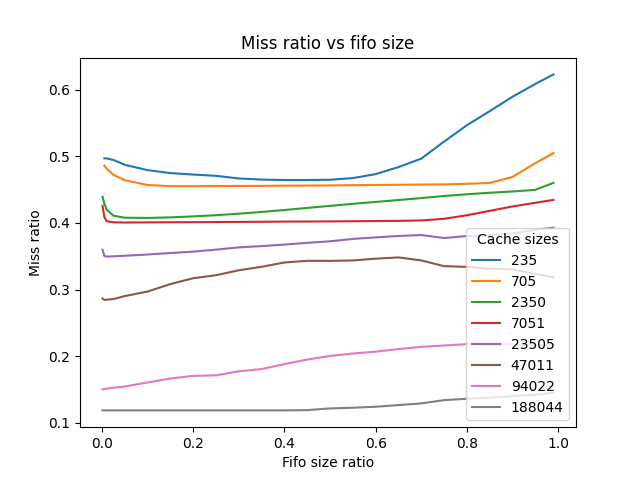 Miss ratio vs fifo size
Miss ratio
0.6
0.5
0.4
0.3
0.2
0.1
Cache sizes
235
705
2350
7051
23505
47011
94022
188044
0.0 0.2 0.4 0.6 0.8 1.0
Fifo size ratio